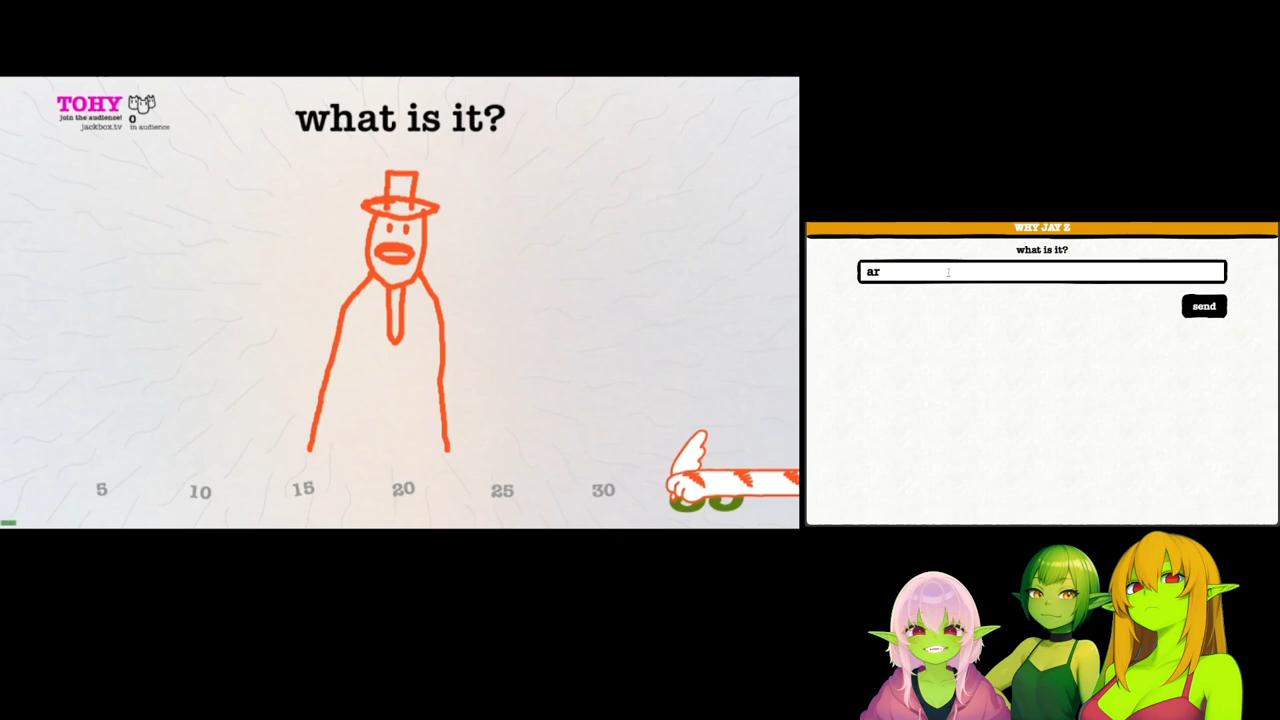 TOHY
join the audience!
jackbox.tv
0
in audience
what is it?
5 10 15 20 25 30
WHY JAY Z
what is it?
ar
send